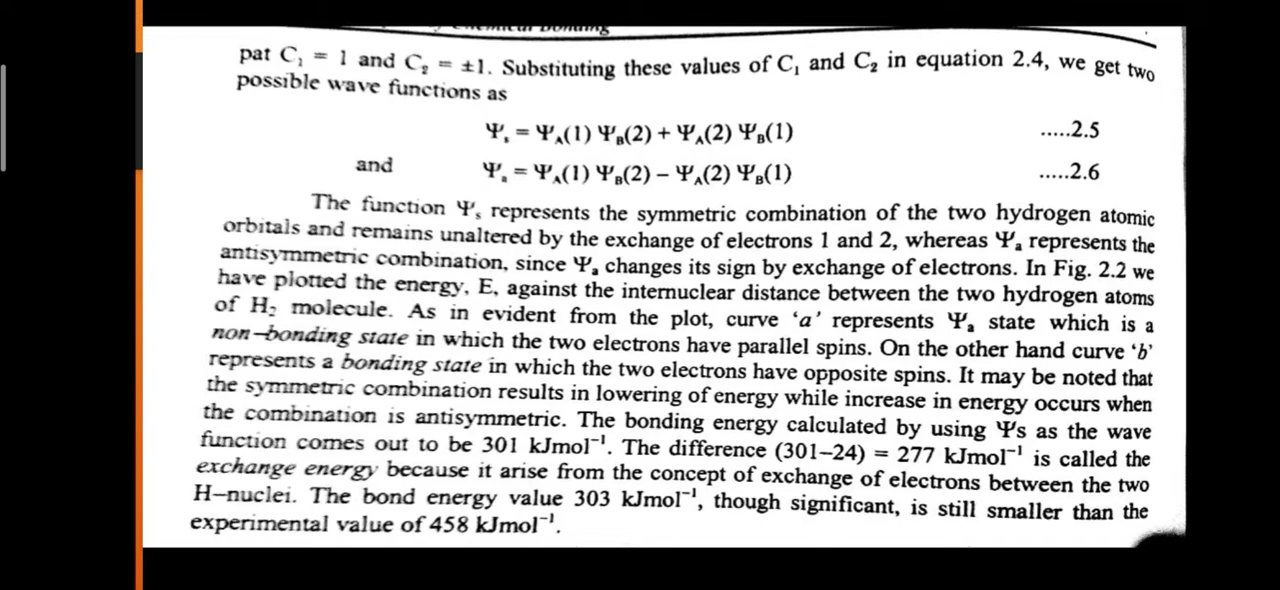 Chemical Bonding
pat C₁ = 1 and C₂ = ±1. Substituting these values of C₁ and C₂ in equation 2.4, we get two
possible wave functions as
Ψₛ = Ψ_A(1) Ψ_B(2) + Ψ_A(2) Ψ_B(1) .....2.5
and Ψₐ = Ψ_A(1) Ψ_B(2) – Ψ_A(2) Ψ_B(1) .....2.6
The function Ψₛ represents the symmetric combination of the two hydrogen atomic
orbitals and remains unaltered by the exchange of electrons 1 and 2, whereas Ψₐ represents the
antisymmetric combination, since Ψₐ changes its sign by exchange of electrons. In Fig. 2.2 we
have plotted the energy, E, against the internuclear distance between the two hydrogen atoms
of H₂ molecule. As in evident from the plot, curve ‘a’ represents Ψₐ state which is a
non–bonding state in which the two electrons have parallel spins. On the other hand curve ‘b’
represents a bonding state in which the two electrons have opposite spins. It may be noted that
the symmetric combination results in lowering of energy while increase in energy occurs when
the combination is antisymmetric. The bonding energy calculated by using Ψs as the wave
function comes out to be 301 kJmol⁻¹. The difference (301–24) = 277 kJmol⁻¹ is called the
exchange energy because it arise from the concept of exchange of electrons between the two
H–nuclei. The bond energy value 303 kJmol⁻¹, though significant, is still smaller than the
experimental value of 458 kJmol⁻¹.